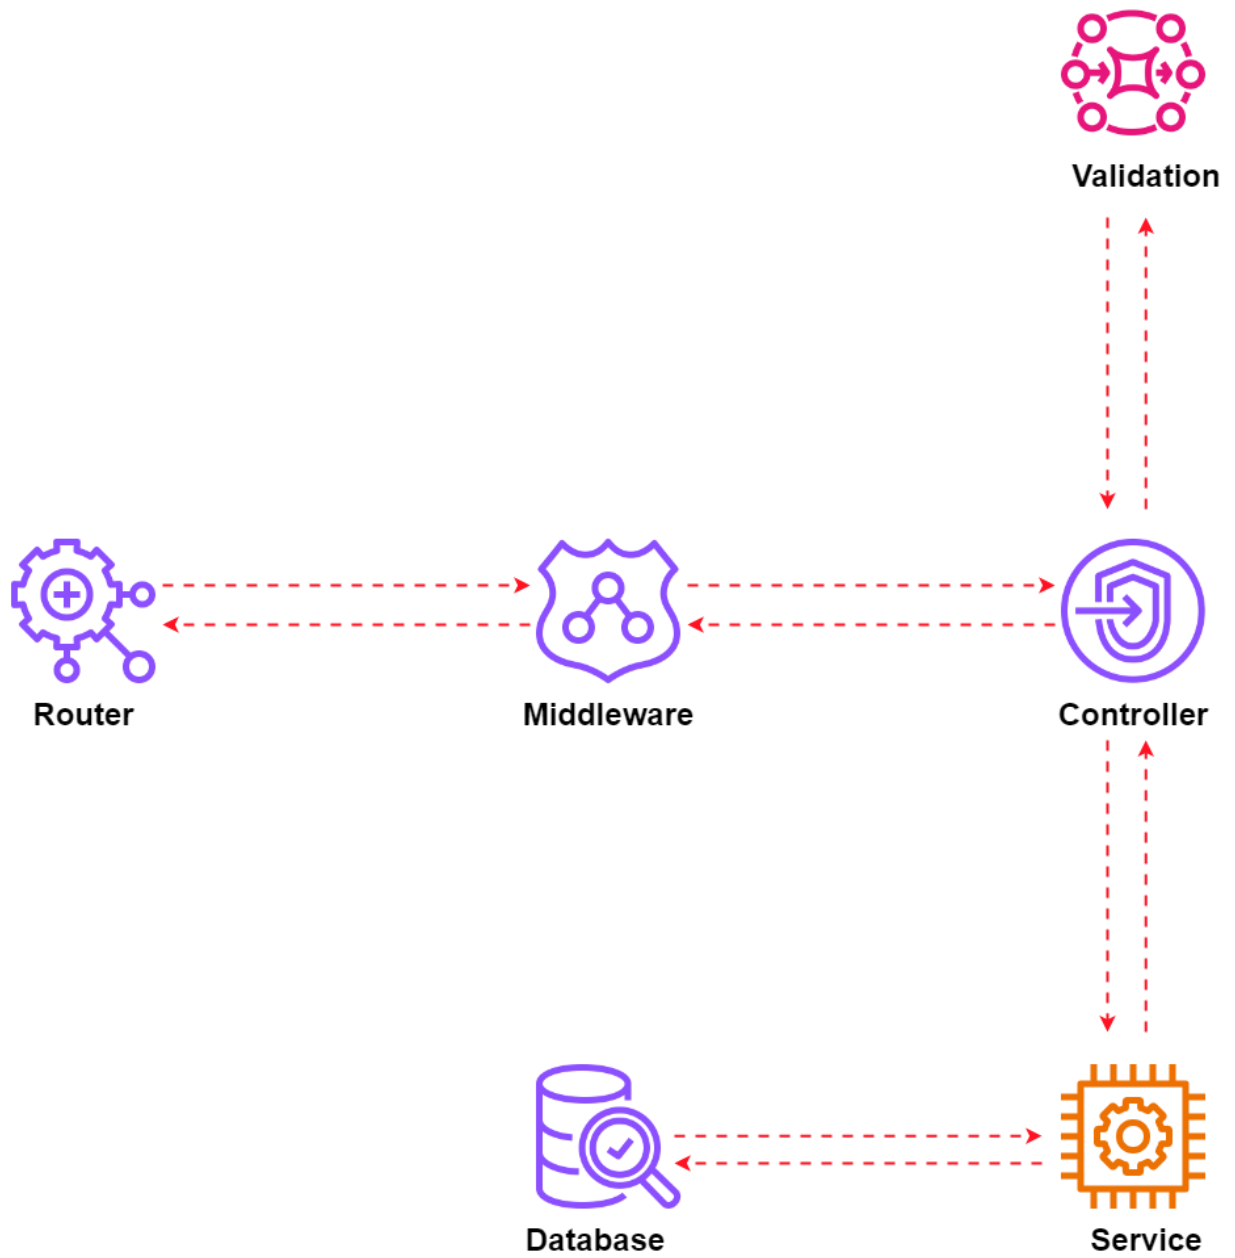 Validation
Router
Middleware
Controller
Database
Service